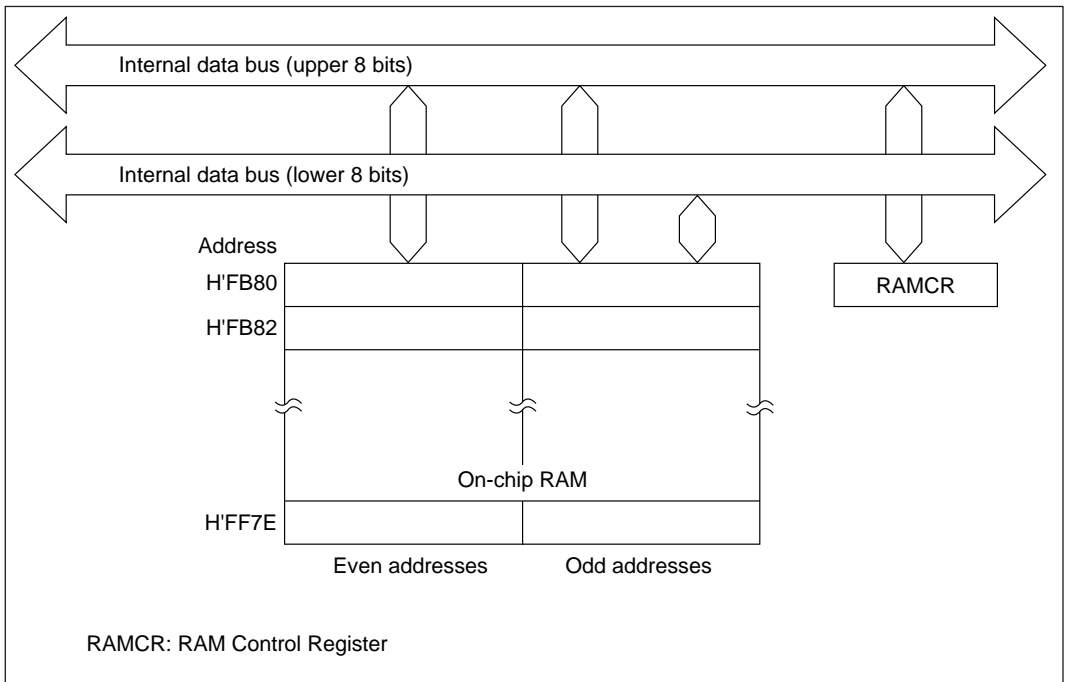 Internal data bus (upper 8 bits)
Internal data bus (lower 8 bits)
Address
H'FB80
RAMCR
H'FB82
On-chip RAM
H'FF7E
Even addresses
Odd addresses
RAMCR: RAM Control Register